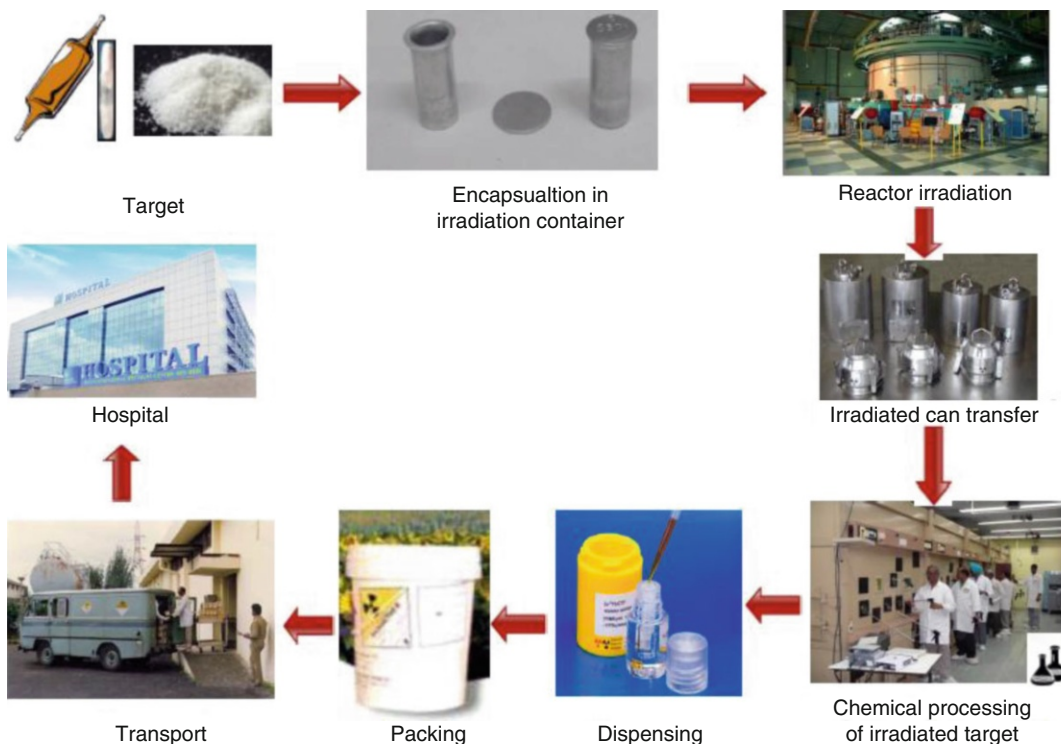 Target
Encapsualtion in
irradiation container
Reactor irradiation
HOSPITAL
HOSPITAL
Hospital
Irradiated can transfer
Transport
Packing
Dispensing
Chemical processing
of irradiated target